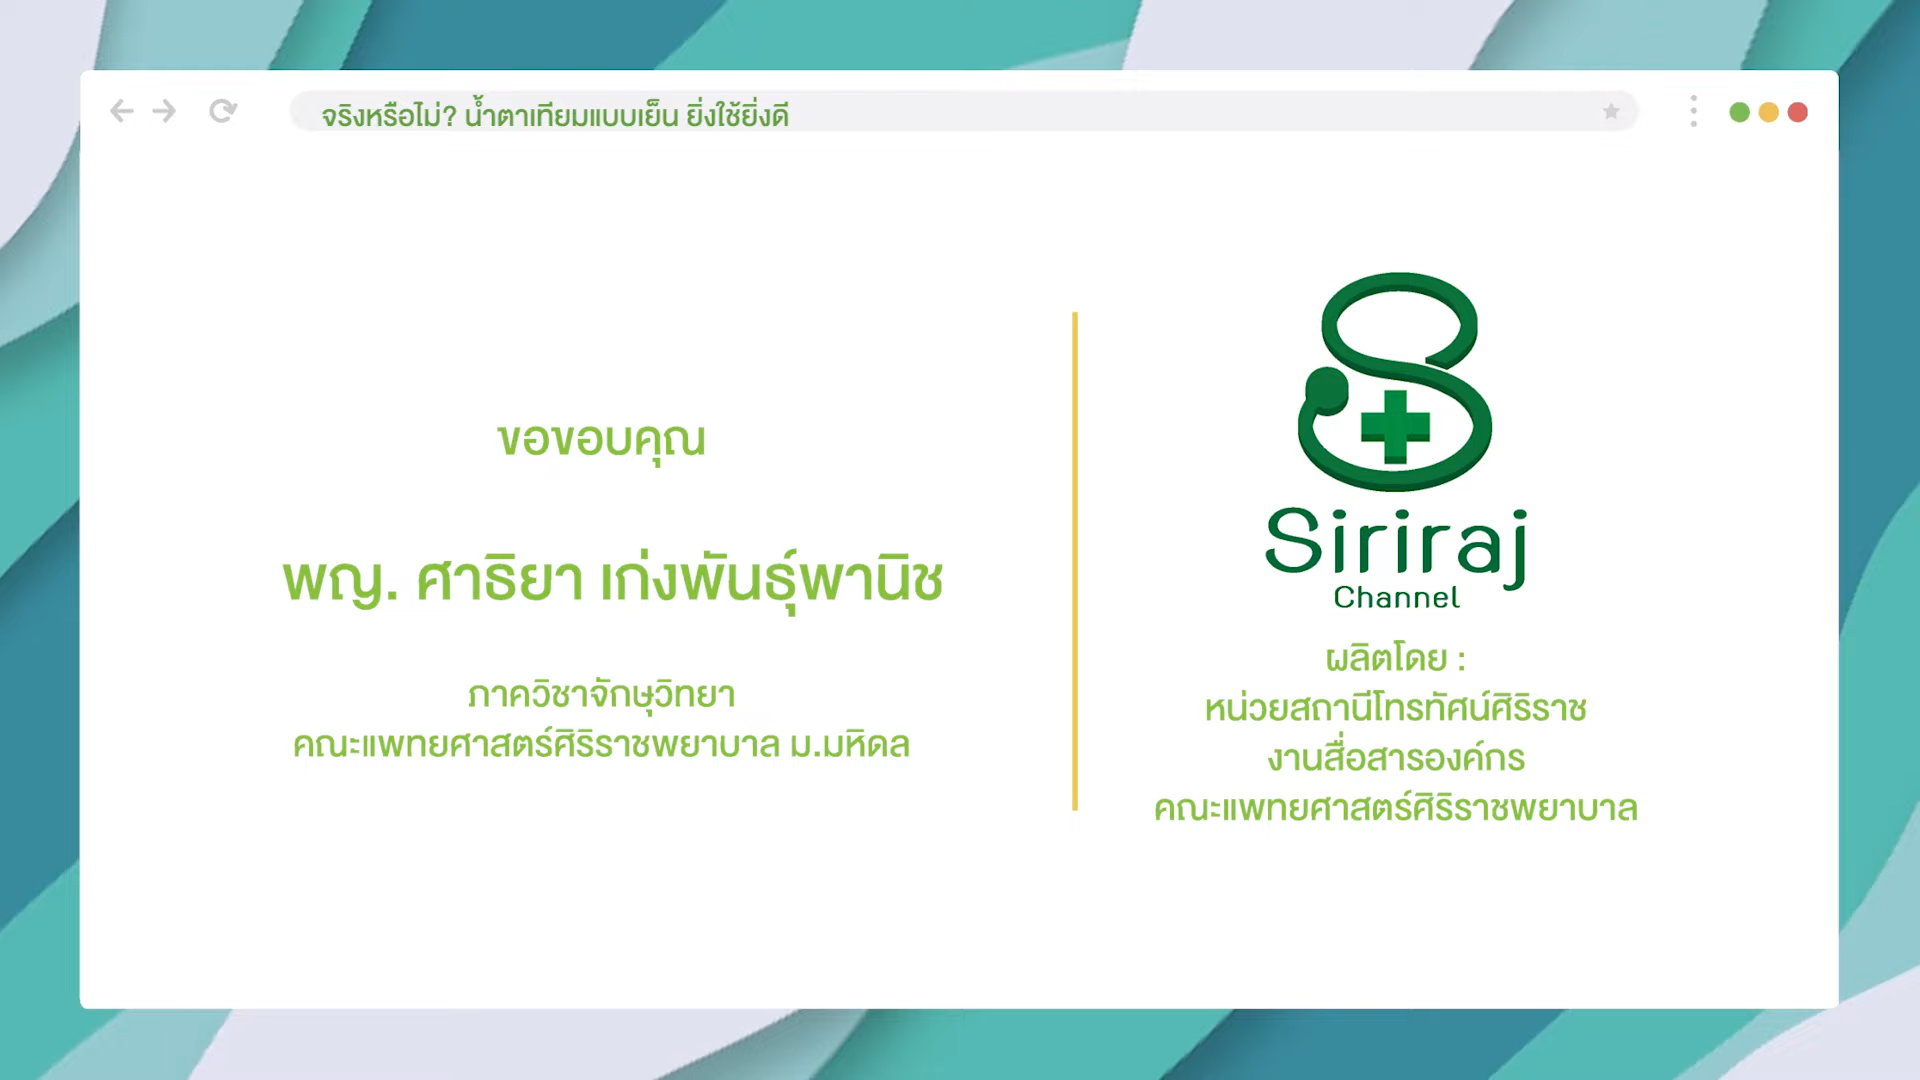 จริงหรือไม่? น้ำตาเทียมแบบเย็น ยิ่งใช้ยิ่งดี
ขอขอบคุณ
พญ. ศาธิยา เก่งพันธุ์พานิช
ภาควิชาจักษุวิทยา
คณะแพทยศาสตร์ศิริราชพยาบาล ม.มหิดล
Siriraj
Channel
ผลิตโดย :
หน่วยสถานีโทรทัศน์ศิริราช
งานสื่อสารองค์กร
คณะแพทยศาสตร์ศิริราชพยาบาล